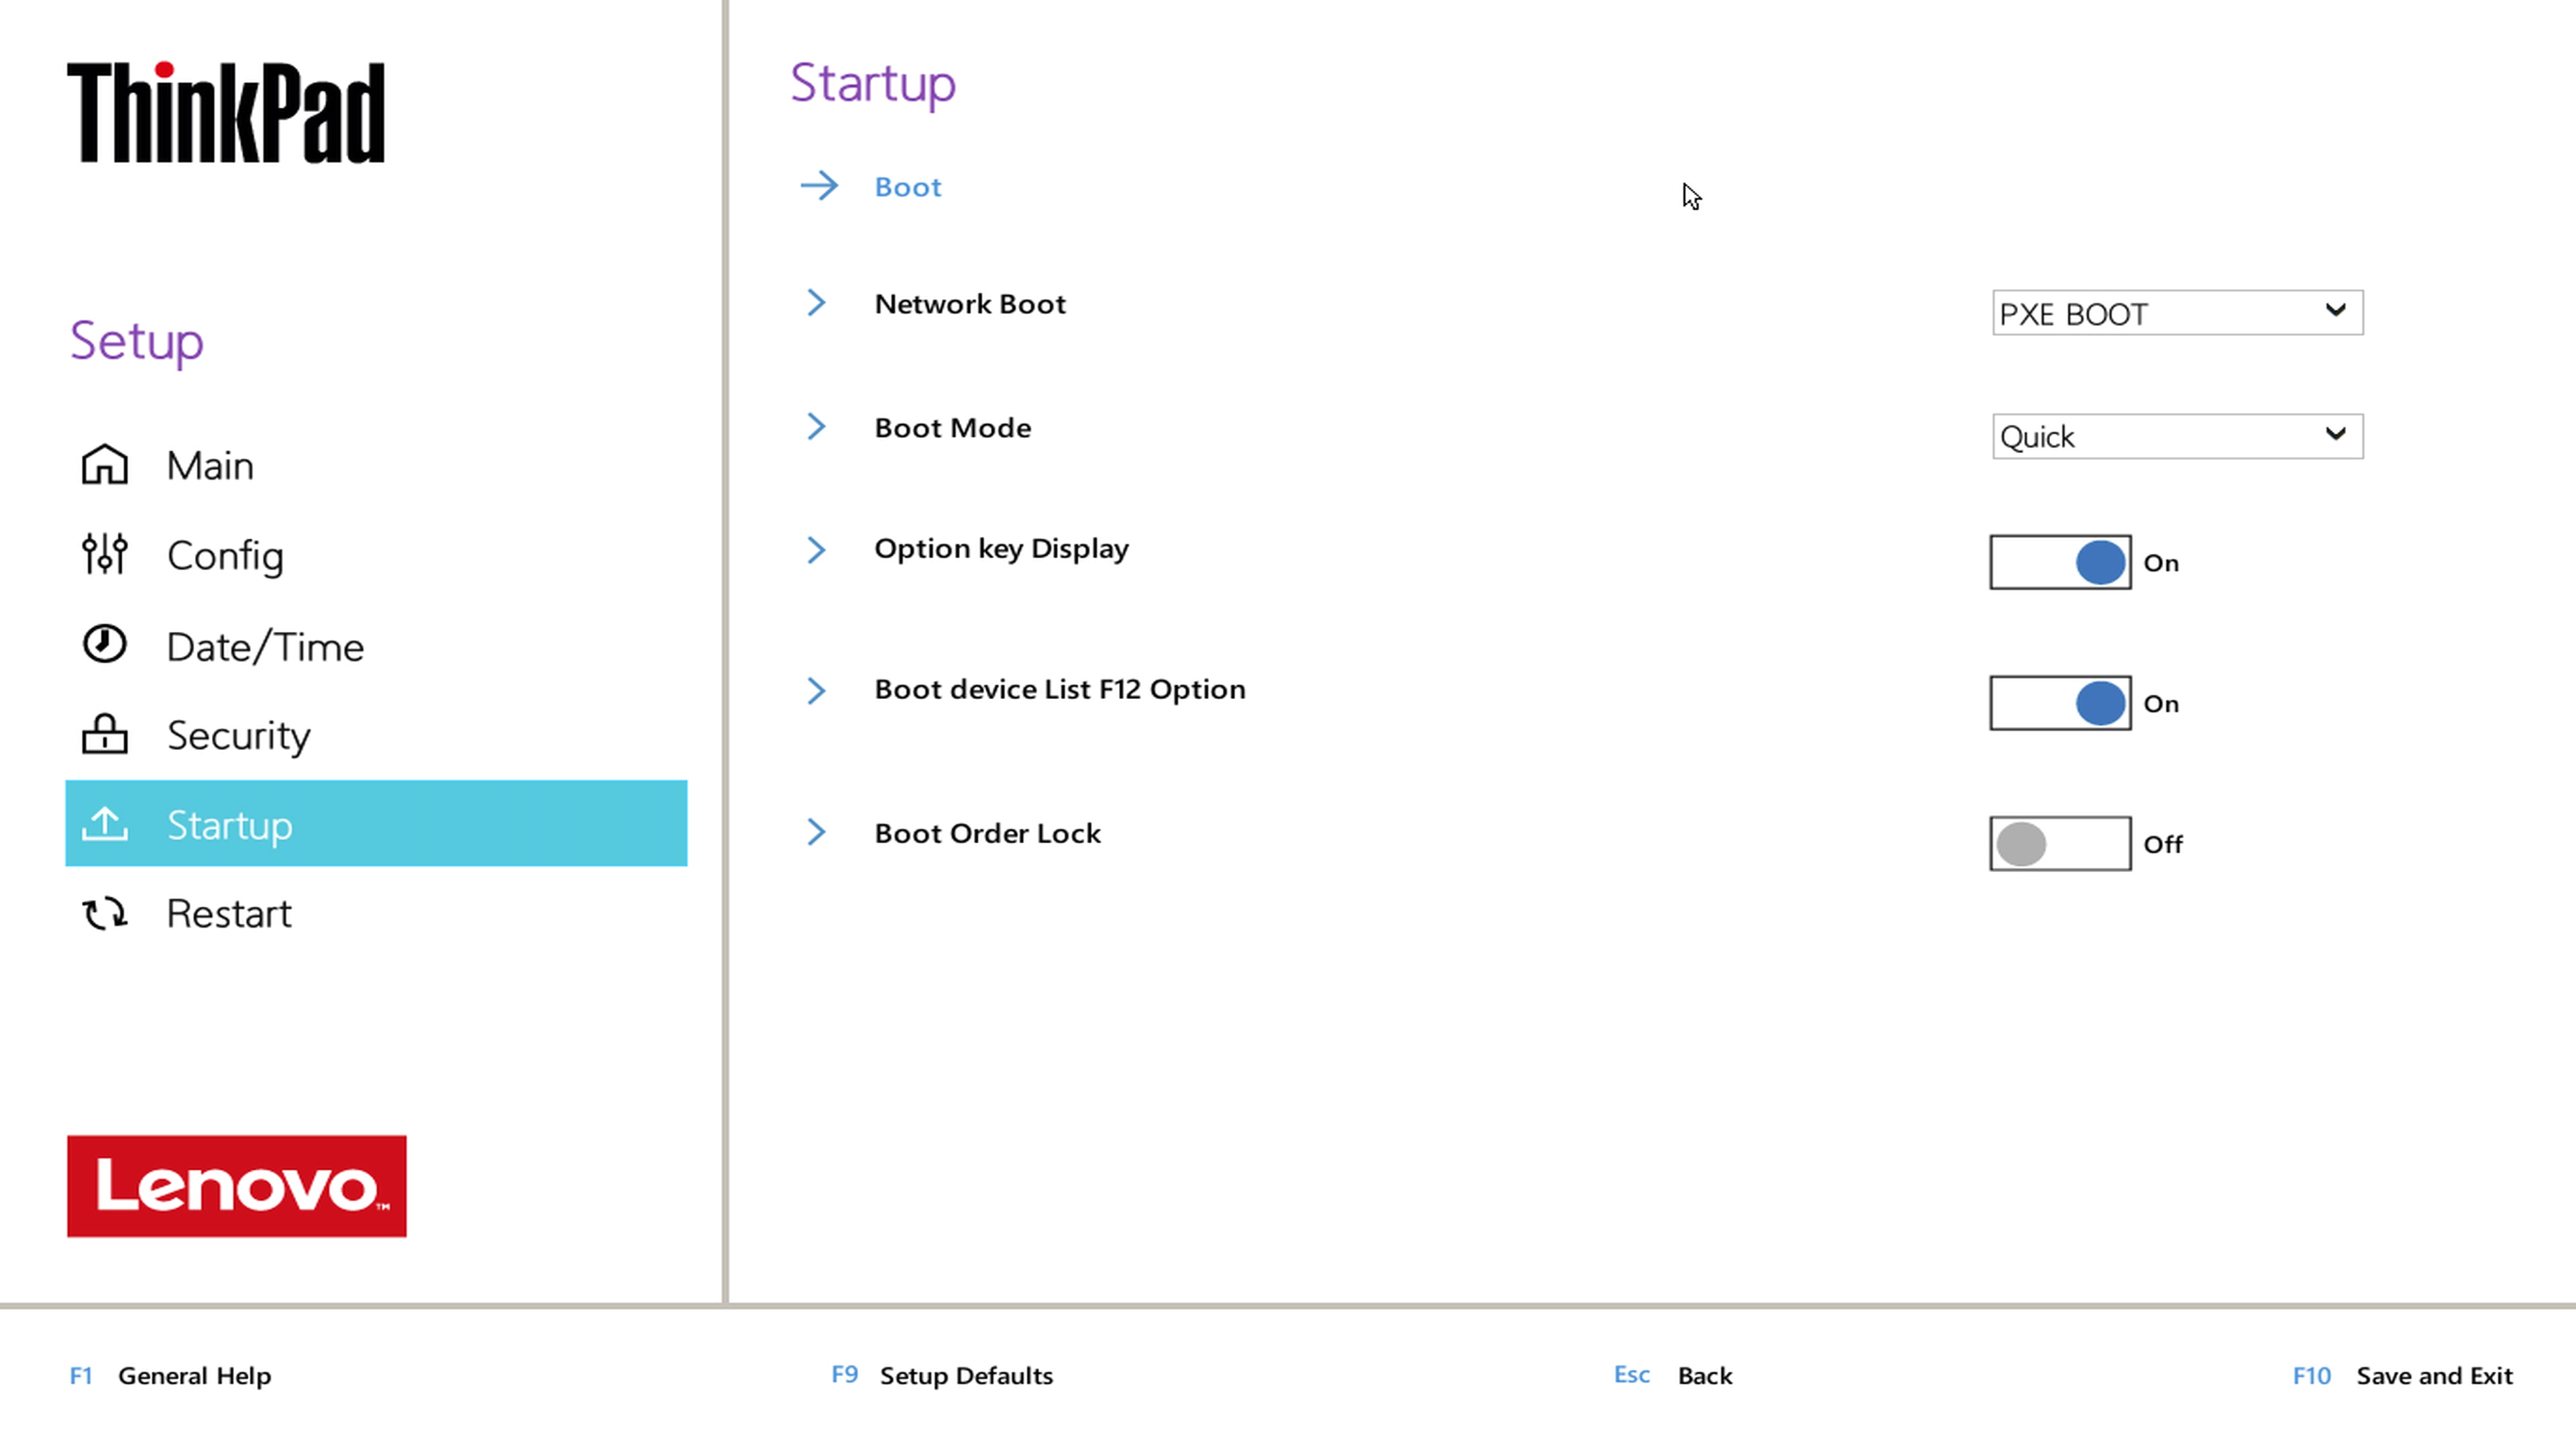 ThinkPad
Setup
Main
Config
Date/Time
Security
Startup
Restart
Lenovo™
Startup
Boot
Network Boot PXE BOOT
Boot Mode Quick
Option key Display On
Boot device List F12 Option On
Boot Order Lock Off
F1 General Help F9 Setup Defaults Esc Back F10 Save and Exit